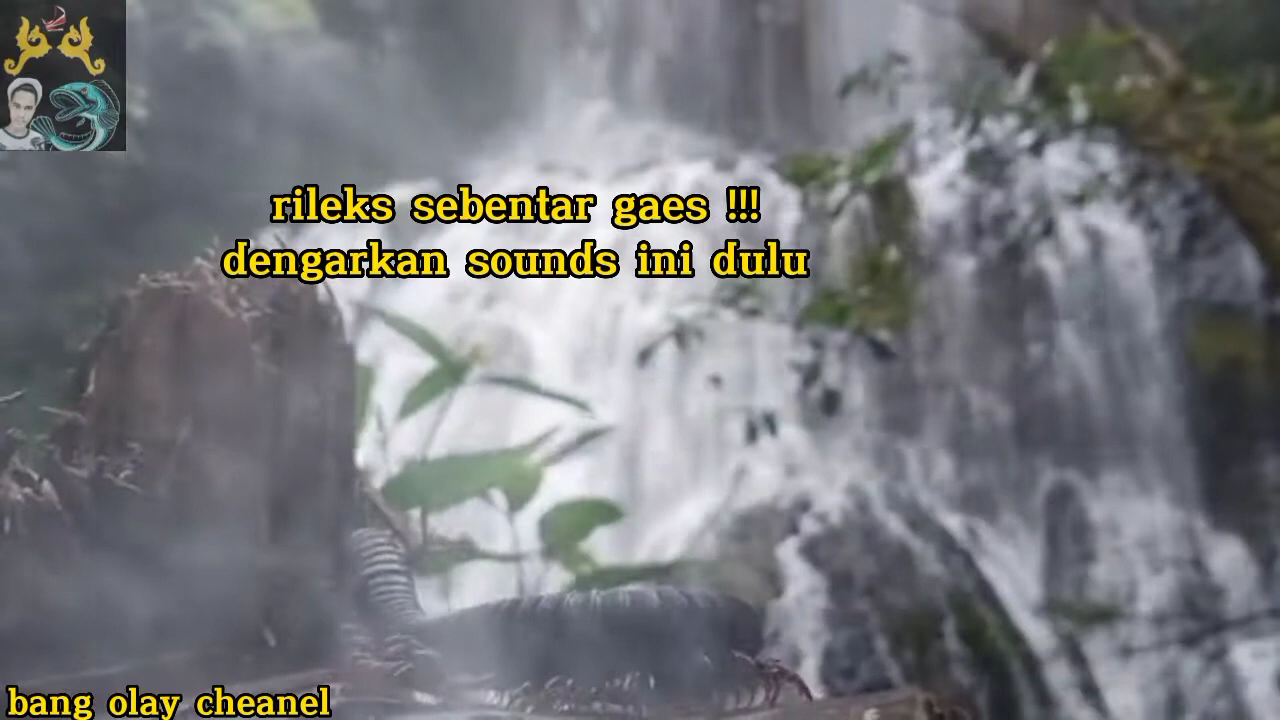 rileks sebentar gaes !!!
dengarkan sounds ini dulu
bang olay cheanel